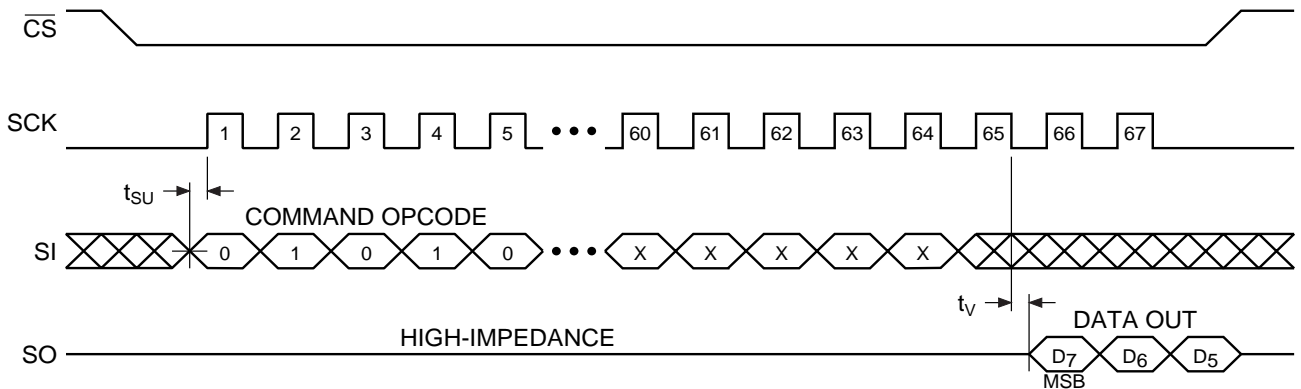 CS
SCK 1 2 3 4 5 ••• 60 61 62 63 64 65 66 67
tSU
COMMAND OPCODE
SI 0 1 0 1 0 ••• X X X X X
tV
HIGH-IMPEDANCE
DATA OUT
SO D7 D6 D5
MSB